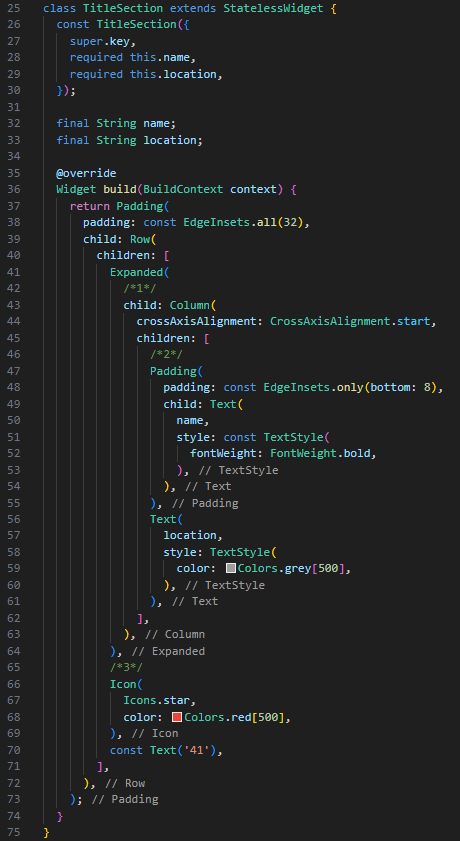 25 class TitleSection extends StatelessWidget {
26   const TitleSection({
27     super.key,
28     required this.name,
29     required this.location,
30   });
31
32   final String name;
33   final String location;
34
35   @override
36   Widget build(BuildContext context) {
37     return Padding(
38       padding: const EdgeInsets.all(32),
39       child: Row(
40         children: [
41           Expanded(
42             /*1*/
43             child: Column(
44               crossAxisAlignment: CrossAxisAlignment.start,
45               children: [
46                 /*2*/
47                 Padding(
48                   padding: const EdgeInsets.only(bottom: 8),
49                   child: Text(
50                     name,
51                     style: const TextStyle(
52                       fontWeight: FontWeight.bold,
53                     ), // TextStyle
54                   ), // Text
55                 ), // Padding
56                 Text(
57                   location,
58                   style: TextStyle(
59                     color: Colors.grey[500],
60                   ), // TextStyle
61                 ), // Text
62               ],
63             ), // Column
64           ), // Expanded
65           /*3*/
66           Icon(
67             Icons.star,
68             color: Colors.red[500],
69           ), // Icon
70           const Text('41'),
71         ],
72       ), // Row
73     ); // Padding
74   }
75 }